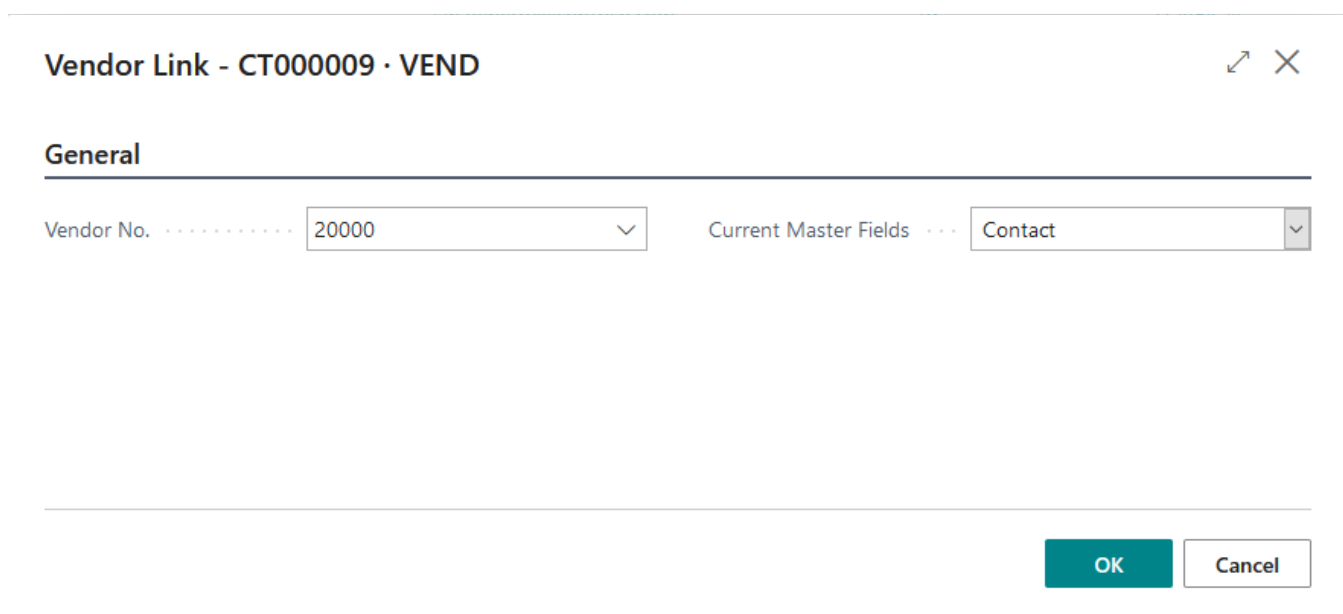 Vendor Link - CT000009 · VEND
General
Vendor No. 20000 Current Master Fields Contact
OK Cancel